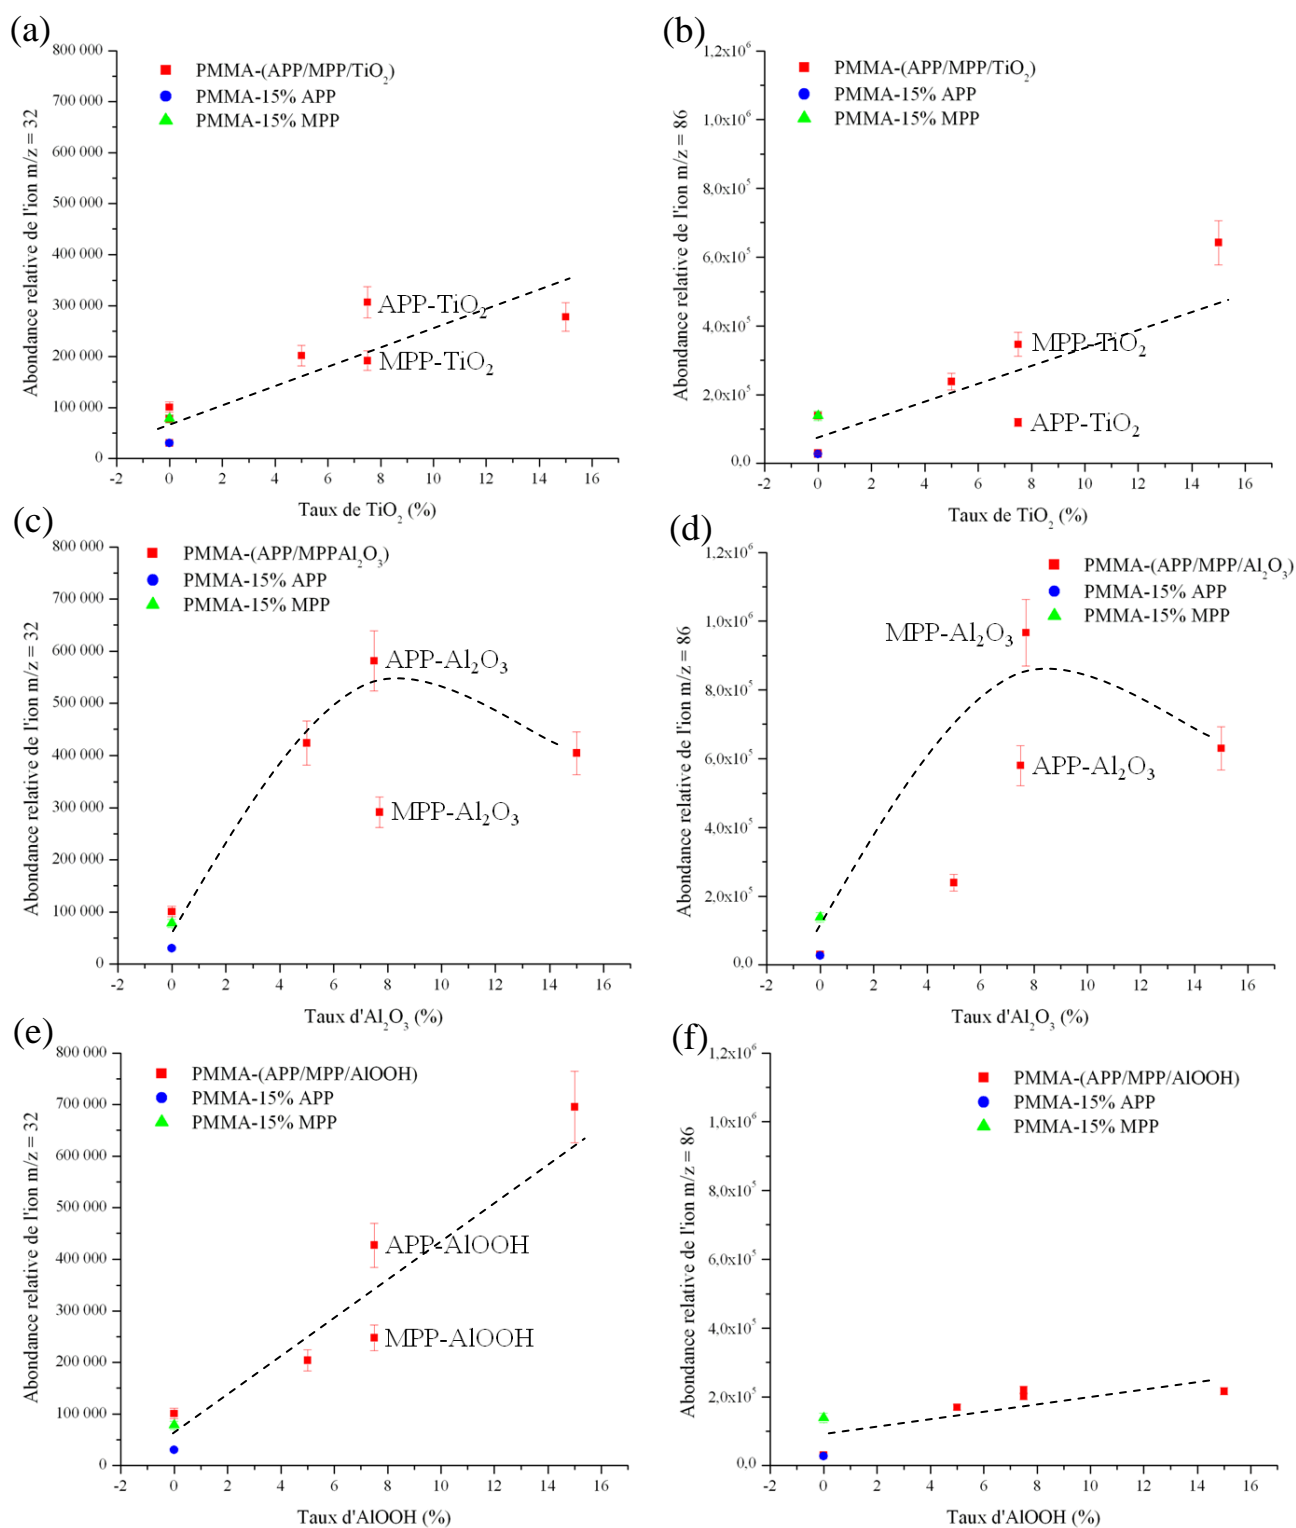 (a)
800 000
700 000
600 000
500 000
400 000
300 000
200 000
100 000
0
Abondance relative de l'ion m/z = 32
PMMA-(APP/MPP/TiO₂)
PMMA-15% APP
PMMA-15% MPP
APP-TiO₂
MPP-TiO₂
-2 0 2 4 6 8 10 12 14 16
Taux de TiO₂ (%)
(b)
1,2x10⁶
1,0x10⁶
8,0x10⁵
6,0x10⁵
4,0x10⁵
2,0x10⁵
0,0
Abondance relative de l'ion m/z = 86
PMMA-(APP/MPP/TiO₂)
PMMA-15% APP
PMMA-15% MPP
MPP-TiO₂
APP-TiO₂
-2 0 2 4 6 8 10 12 14 16
Taux de TiO₂ (%)
(c)
800 000
700 000
600 000
500 000
400 000
300 000
200 000
100 000
0
Abondance relative de l'ion m/z = 32
PMMA-(APP/MPPAl₂O₃)
PMMA-15% APP
PMMA-15% MPP
APP-Al₂O₃
MPP-Al₂O₃
-2 0 2 4 6 8 10 12 14 16
Taux d'Al₂O₃ (%)
(d)
1,2x10⁶
1,0x10⁶
8,0x10⁵
6,0x10⁵
4,0x10⁵
2,0x10⁵
0,0
Abondance relative de l'ion m/z = 86
PMMA-(APP/MPP/Al₂O₃)
PMMA-15% APP
PMMA-15% MPP
MPP-Al₂O₃
APP-Al₂O₃
-2 0 2 4 6 8 10 12 14 16
Taux d'Al₂O₃ (%)
(e)
800 000
700 000
600 000
500 000
400 000
300 000
200 000
100 000
0
Abondance relative de l'ion m/z = 32
PMMA-(APP/MPP/AlOOH)
PMMA-15% APP
PMMA-15% MPP
APP-AlOOH
MPP-AlOOH
-2 0 2 4 6 8 10 12 14 16
Taux d'AlOOH (%)
(f)
1,2x10⁶
1,0x10⁶
8,0x10⁵
6,0x10⁵
4,0x10⁵
2,0x10⁵
0,0
Abondance relative de l'ion m/z = 86
PMMA-(APP/MPP/AlOOH)
PMMA-15% APP
PMMA-15% MPP
-2 0 2 4 6 8 10 12 14 16
Taux d'AlOOH (%)